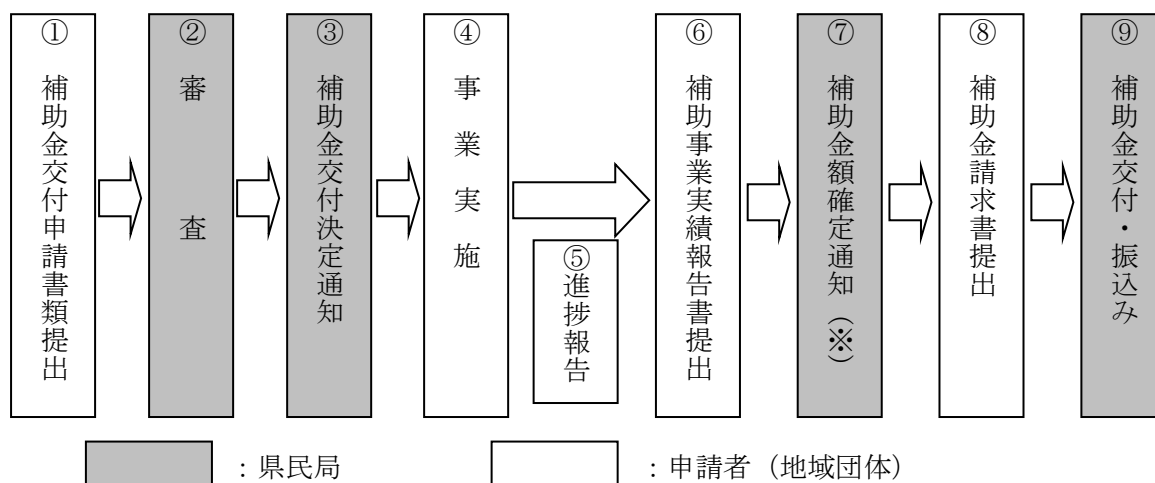 ① 補助金交付申請書類提出
② 審査
③ 補助金交付決定通知
④ 事業実施
⑤進捗報告
⑥ 補助事業実績報告書提出
⑦ 補助金額確定通知（※）
⑧ 補助金請求書提出
⑨ 補助金交付・振込み
：県民局
：申請者（地域団体）